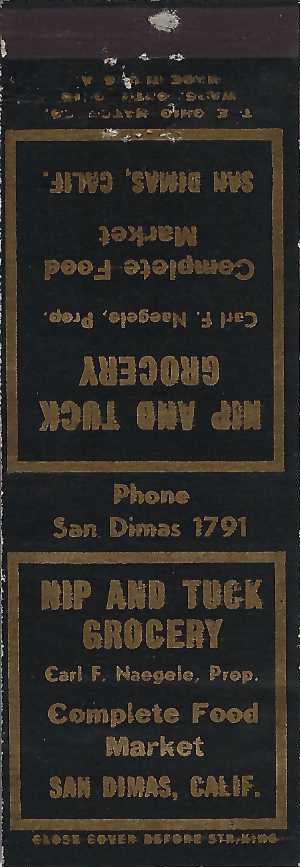 MADE IN U.S.A.
WADSWORTH, O.
THE OHIO MATCH CO.
NIP AND TUCK
GROCERY
Carl F. Naegele, Prop.
Complete Food
Market
SAN DIMAS, CALIF.
Phone
San Dimas 1791
NIP AND TUCK
GROCERY
Carl F. Naegele, Prop.
Complete Food
Market
SAN DIMAS, CALIF.
CLOSE COVER BEFORE STRIKING